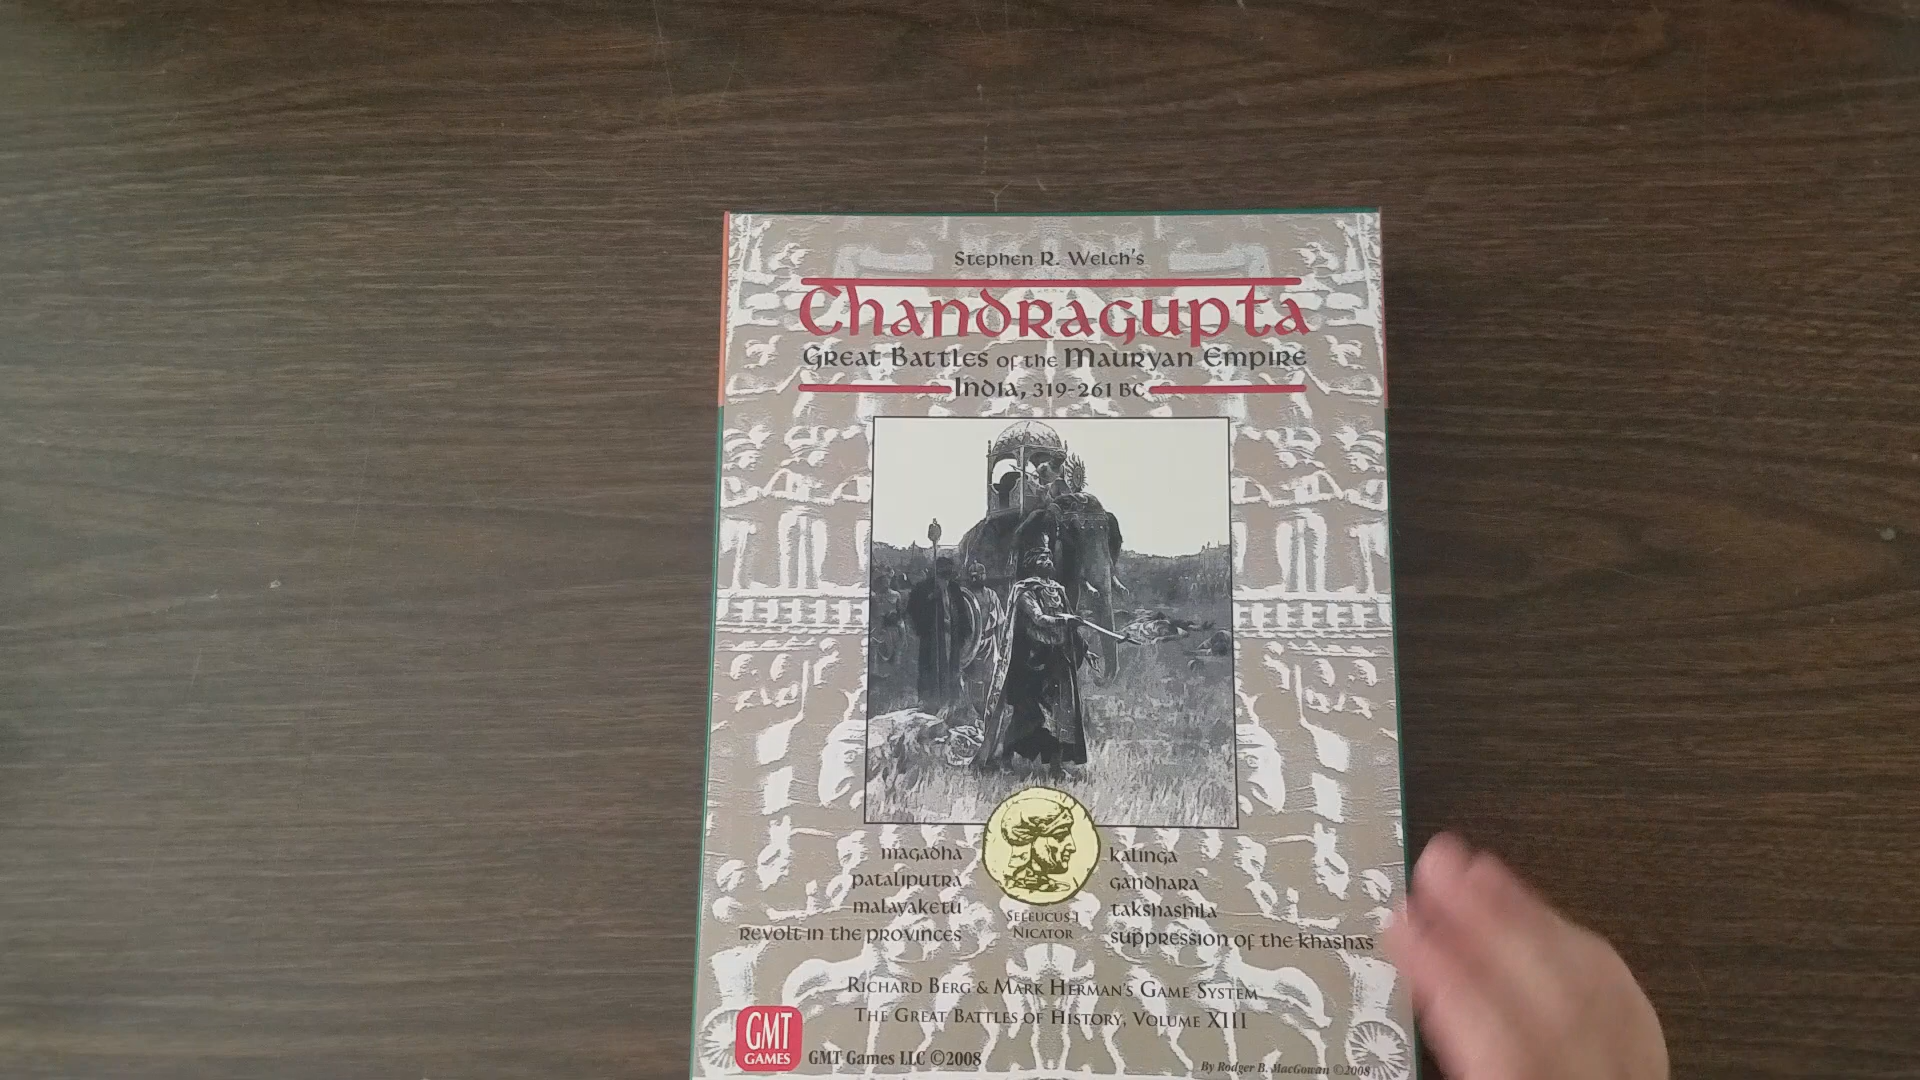 Stephen R. Welch's
Chandragupta
Great Battles of the Mauryan Empire
India, 319-261 BC
magadha
pataliputra
malayaketu
revolt in the provinces
Seleucus I
Nicator
kalinga
gandhara
takshashila
suppression of the khashas
Richard Berg & Mark Herman's Game System
The Great Battles of History, Volume XIII
GMT
GAMES
GMT Games LLC ©2008
By Rodger B. MacGowan ©2008